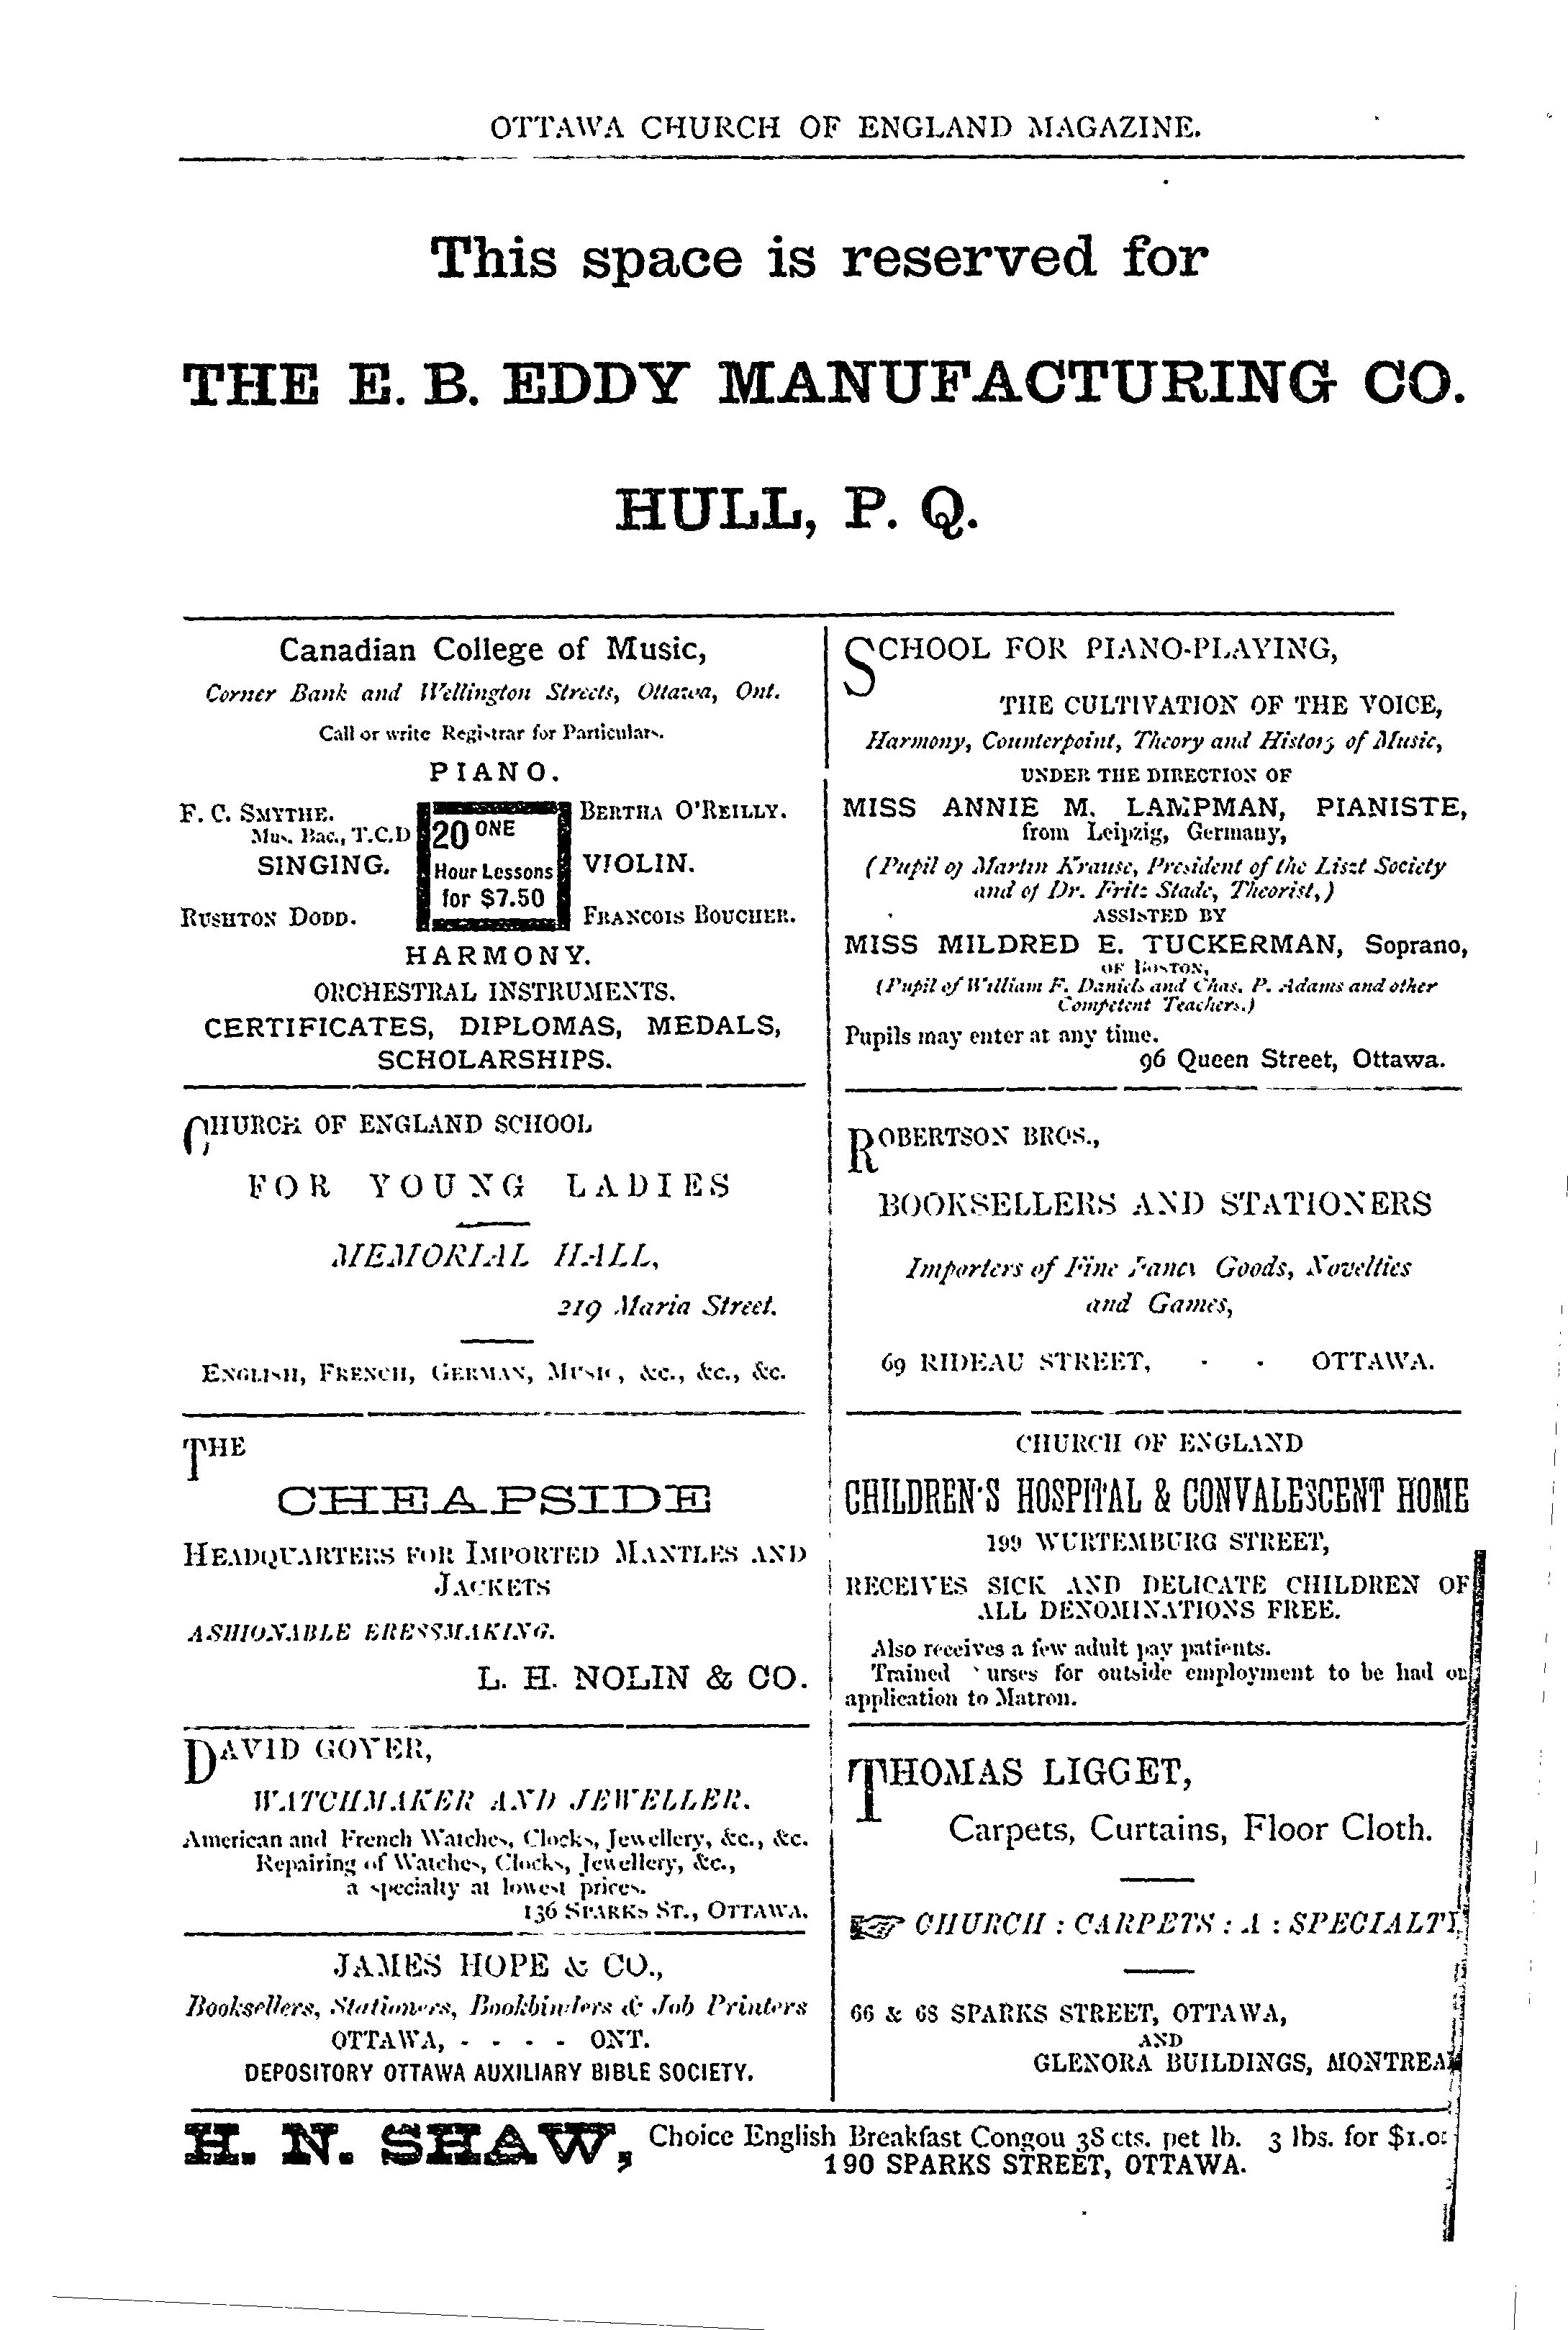 OTTAWA CHURCH OF ENGLAND MAGAZINE.
This space is reserved for
THE E. B. EDDY MANUFACTURING CO.
HULL, P. Q.
Canadian College of Music,
Corner Bank and Wellington Streets, Ottawa, Ont.
Call or write Registrar for Particulars.
PIANO.
F. C. SMYTHE.
Mus. Bac., T.C.D
SINGING.
RUSHTON DODD.
20 ONE
Hour Lessons
for $7.50
BERTHA O'REILLY.
VIOLIN.
FRANCOIS BOUCHER.
HARMONY.
ORCHESTRAL INSTRUMENTS.
CERTIFICATES, DIPLOMAS, MEDALS,
SCHOLARSHIPS.
CHURCH OF ENGLAND SCHOOL
FOR YOUNG LADIES
MEMORIAL HALL,
219 Maria Street.
ENGLISH, FRENCH, GERMAN, MUSIC, &c., &c., &c.
THE
CHEAPSIDE
HEADQUARTERS FOR IMPORTED MANTLES AND
JACKETS
ASHIONABLE ERESSMAKING.
L. H. NOLIN & CO.
DAVID GOYER,
WATCHMAKER AND JEWELLER.
American and French Watches, Clocks, Jewellery, &c., &c.
Repairing of Watches, Clocks, Jewellery, &c.,
a specialty at lowest prices.
136 SPARKS ST., OTTAWA.
JAMES HOPE & CO.,
Booksellers, Stationers, Bookbinders & Job Printers
OTTAWA, - - - - ONT.
DEPOSITORY OTTAWA AUXILIARY BIBLE SOCIETY.
SCHOOL FOR PIANO-PLAYING,
THE CULTIVATION OF THE VOICE,
Harmony, Counterpoint, Theory and History of Music,
UNDER THE DIRECTION OF
MISS ANNIE M. LAMPMAN, PIANISTE,
from Leipzig, Germany,
(Pupil of Martin Krause, President of the Liszt Society
and of Dr. Fritz Stade, Theorist,)
ASSISTED BY
MISS MILDRED E. TUCKERMAN, Soprano,
OF BOSTON,
(Pupil of William F. Daniels and Chas. P. Adams and other
Competent Teachers.)
Pupils may enter at any time.
96 Queen Street, Ottawa.
ROBERTSON BROS.,
BOOKSELLERS AND STATIONERS
Importers of Fine Fancy Goods, Novelties
and Games,
69 RIDEAU STREET, - - OTTAWA.
CHURCH OF ENGLAND
CHILDREN'S HOSPITAL & CONVALESCENT HOME
199 WURTEMBURG STREET,
RECEIVES SICK AND DELICATE CHILDREN OF
ALL DENOMINATIONS FREE.
Also receives a few adult pay patients.
Trained urses for outside employment to be had on
application to Matron.
THOMAS LIGGET,
Carpets, Curtains, Floor Cloth.
CHURCH : CARPETS : A : SPECIALTY
66 & 68 SPARKS STREET, OTTAWA,
AND
GLENORA BUILDINGS, MONTREAL
H. N. SHAW, Choice English Breakfast Congou 38 cts. pet lb. 3 lbs. for $1.0
190 SPARKS STREET, OTTAWA.